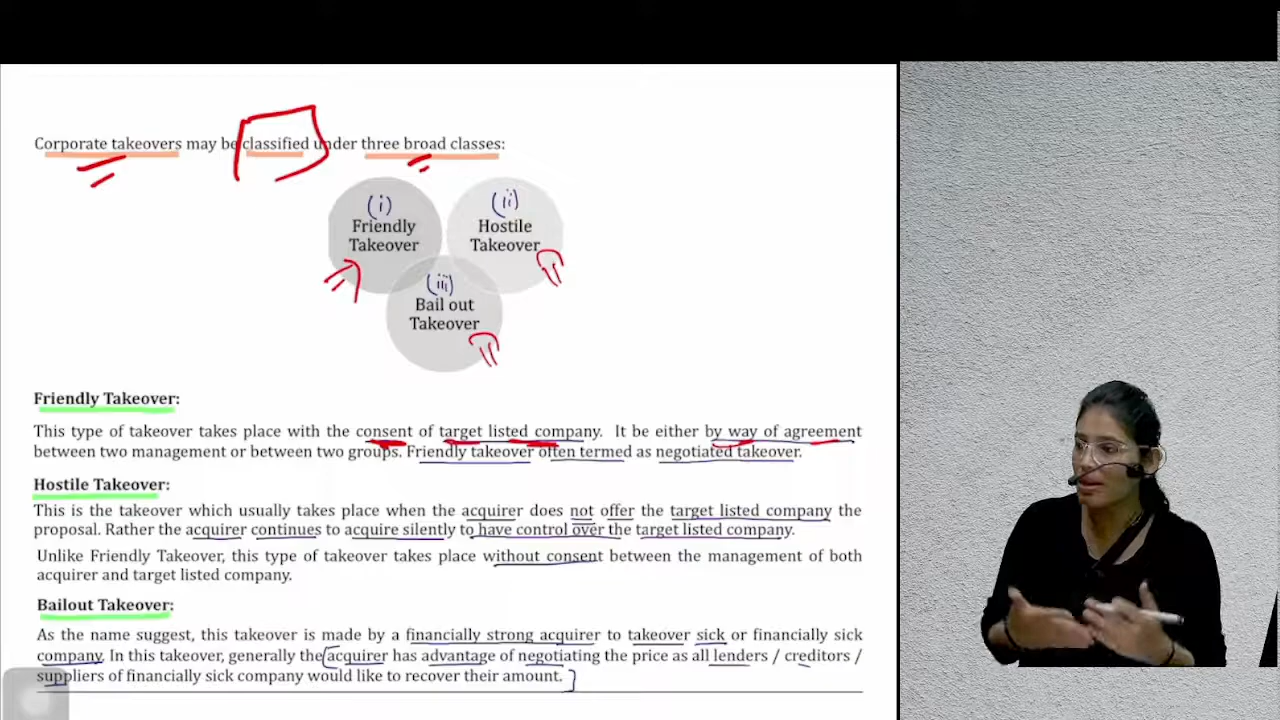 Corporate takeovers may be classified under three broad classes:
(i)
Friendly
Takeover
(ii)
Hostile
Takeover
(iii)
Bail out
Takeover
Friendly Takeover:
This type of takeover takes place with the consent of target listed company. It be either by way of agreement
between two management or between two groups. Friendly takeover often termed as negotiated takeover.
Hostile Takeover:
This is the takeover which usually takes place when the acquirer does not offer the target listed company the
proposal. Rather the acquirer continues to acquire silently to have control over the target listed company.
Unlike Friendly Takeover, this type of takeover takes place without consent between the management of both
acquirer and target listed company.
Bailout Takeover:
As the name suggest, this takeover is made by a financially strong acquirer to takeover sick or financially sick
company. In this takeover, generally the acquirer has advantage of negotiating the price as all lenders / creditors /
suppliers of financially sick company would like to recover their amount.